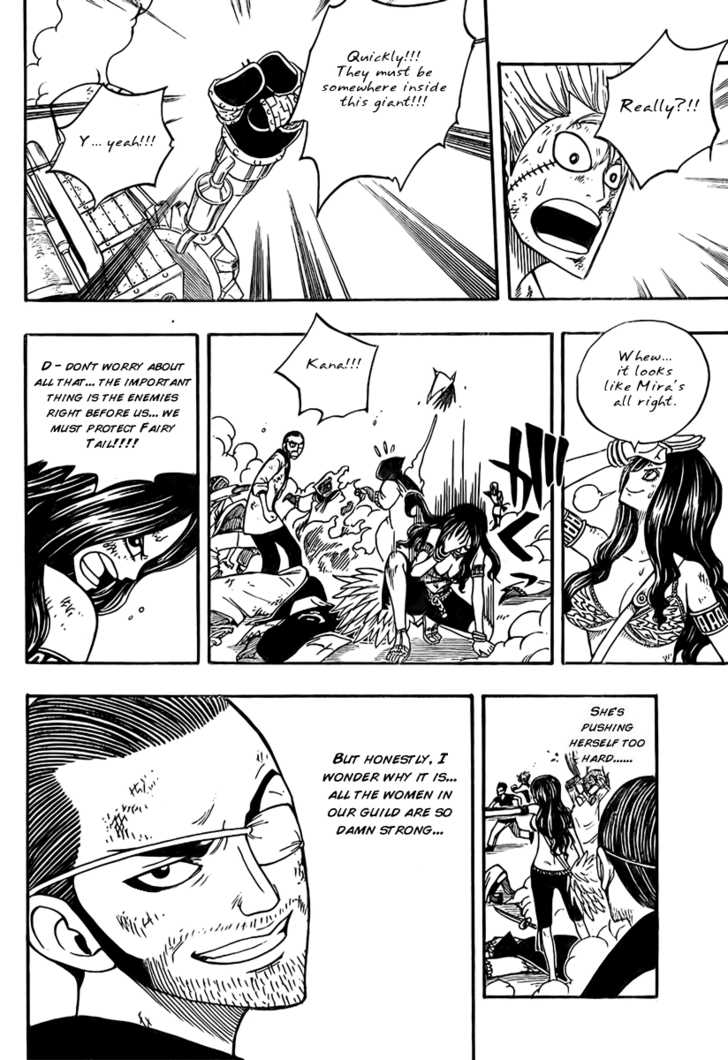 Really?!!
Quickly!!!
They must be
somewhere inside
this giant!!!
Y... yeah!!!
Whew...
it looks
like Mira's
all right.
Kana!!!
ガ!!!
D - DON'T WORRY ABOUT
ALL THAT... THE IMPORTANT
THING IS THE ENEMIES
RIGHT BEFORE US... WE
MUST PROTECT FAIRY
TAIL!!!!
SHE'S
PUSHING
HERSELF TOO
HARD......
BUT HONESTLY, I
WONDER WHY IT IS...
ALL THE WOMEN IN
OUR GUILD ARE SO
DAMN STRONG...